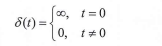 δ(t) = { ∞, t = 0
0, t ≠ 0